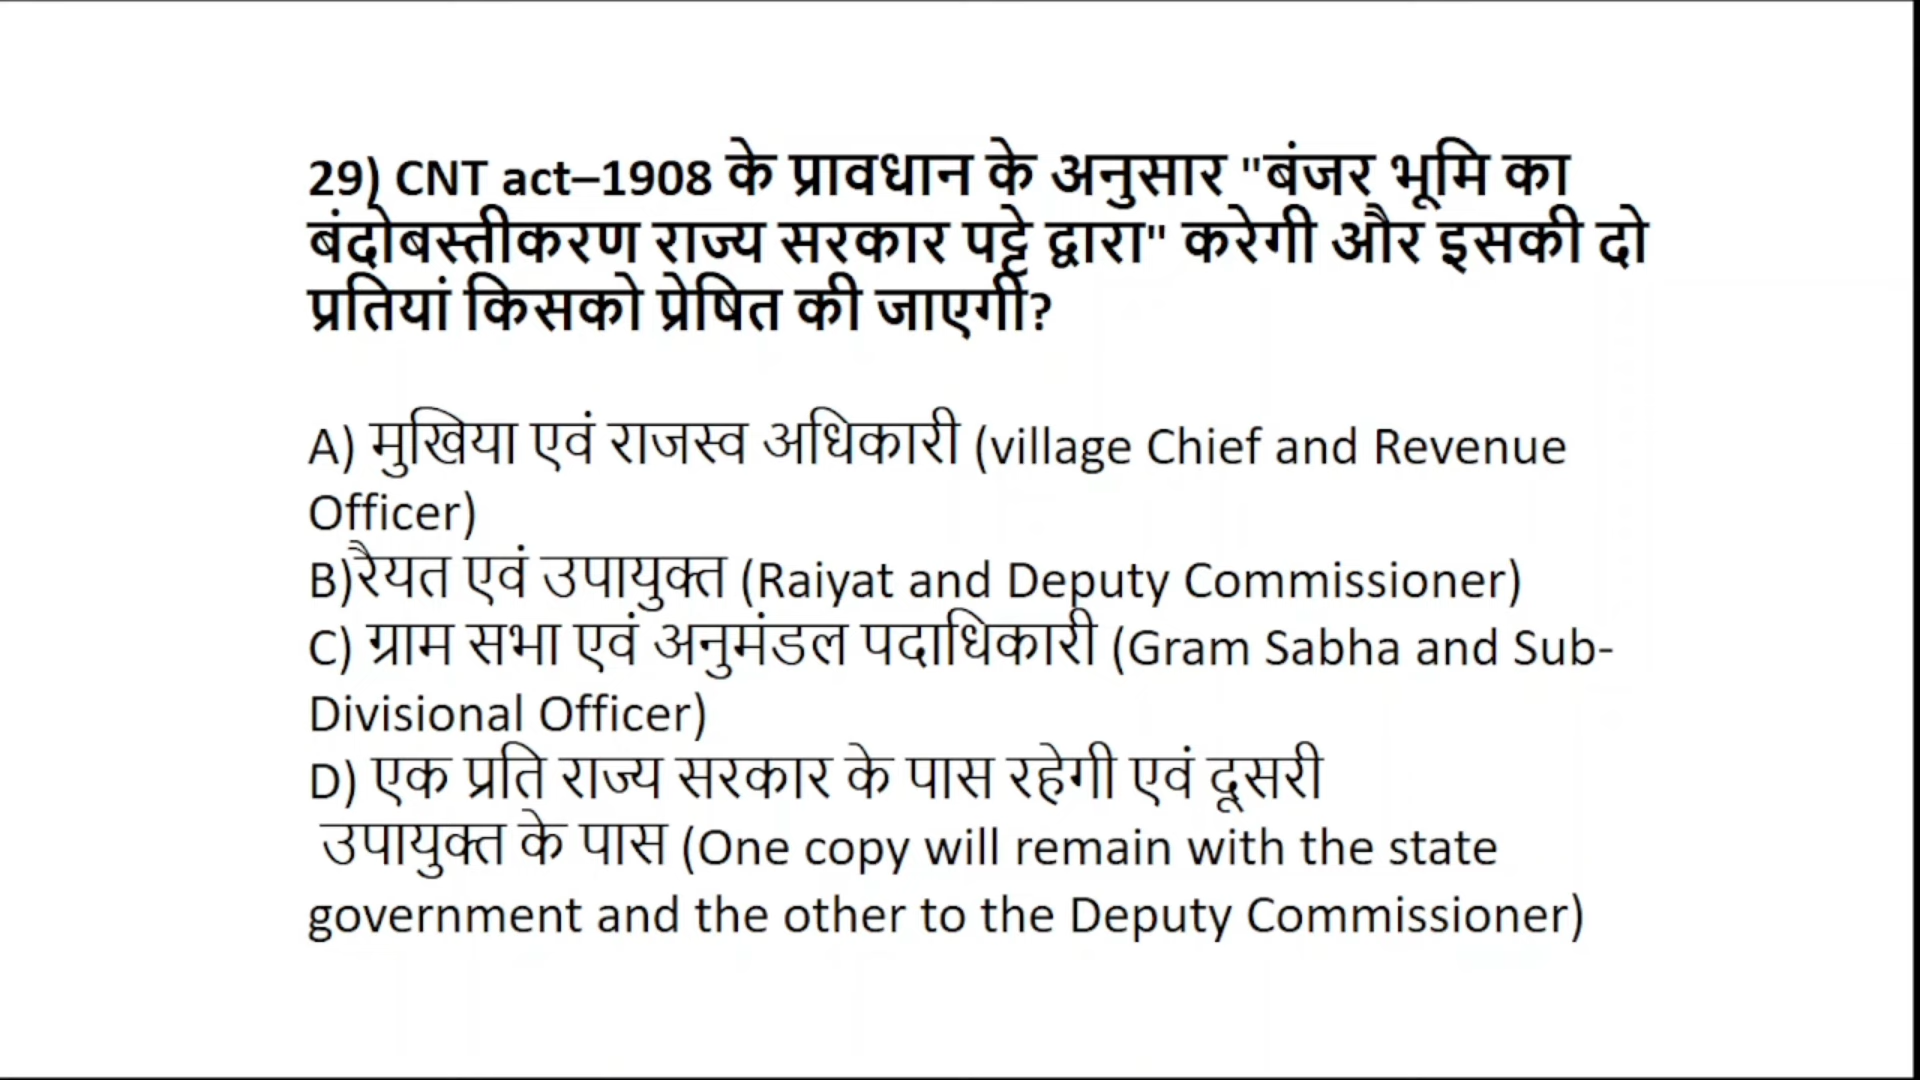 29) CNT act–1908 के प्रावधान के अनुसार "बंजर भूमि का
बंदोबस्तीकरण राज्य सरकार पट्टे द्वारा" करेगी और इसकी दो
प्रतियां किसको प्रेषित की जाएगी?
A) मुखिया एवं राजस्व अधिकारी (village Chief and Revenue
Officer)
B)रैयत एवं उपायुक्त (Raiyat and Deputy Commissioner)
C) ग्राम सभा एवं अनुमंडल पदाधिकारी (Gram Sabha and Sub-
Divisional Officer)
D) एक प्रति राज्य सरकार के पास रहेगी एवं दूसरी
उपायुक्त के पास (One copy will remain with the state
government and the other to the Deputy Commissioner)